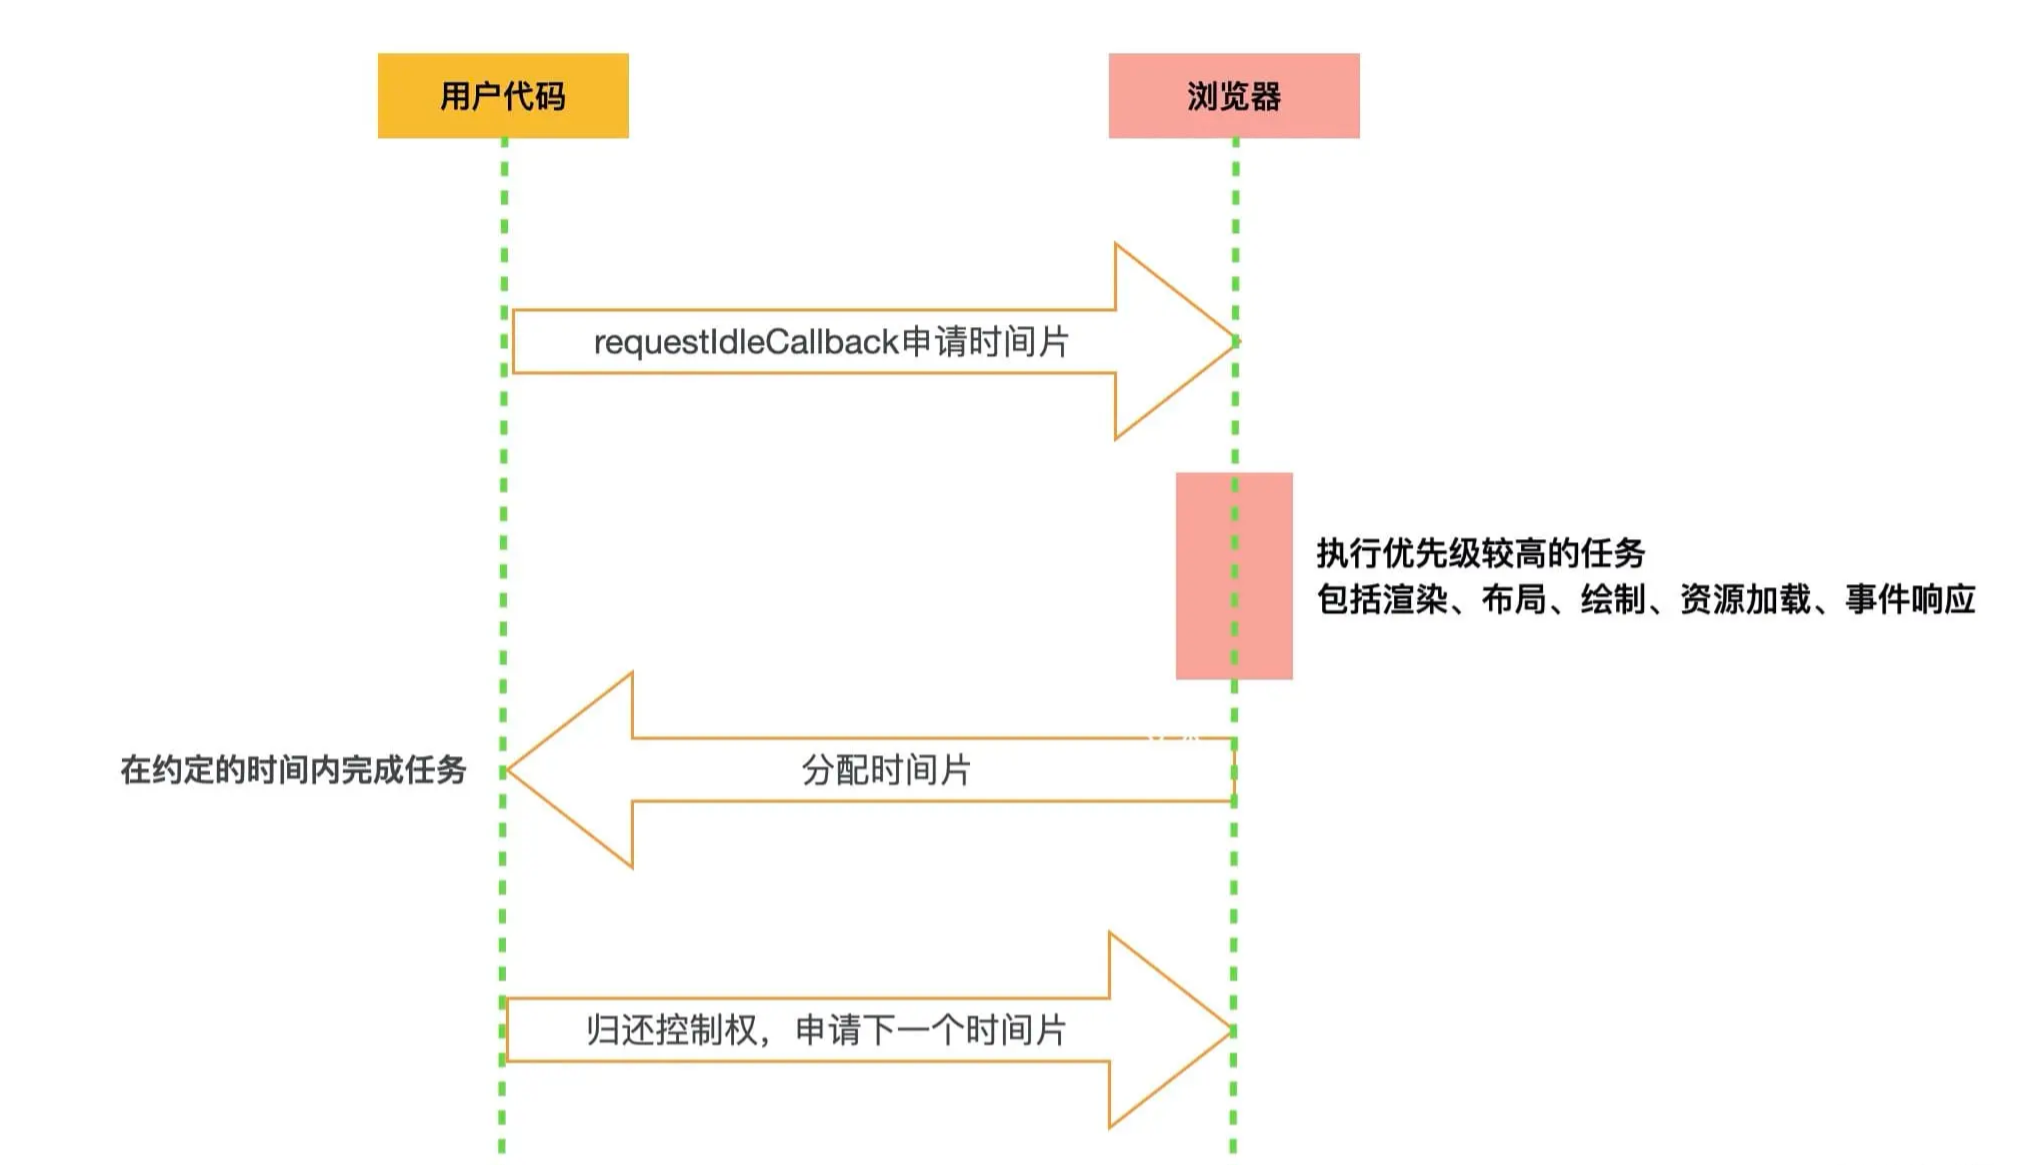 用户代码
浏览器
requestIdleCallback申请时间片
执行优先级较高的任务
包括渲染、布局、绘制、资源加载、事件响应
在约定的时间内完成任务
分配时间片
归还控制权，申请下一个时间片